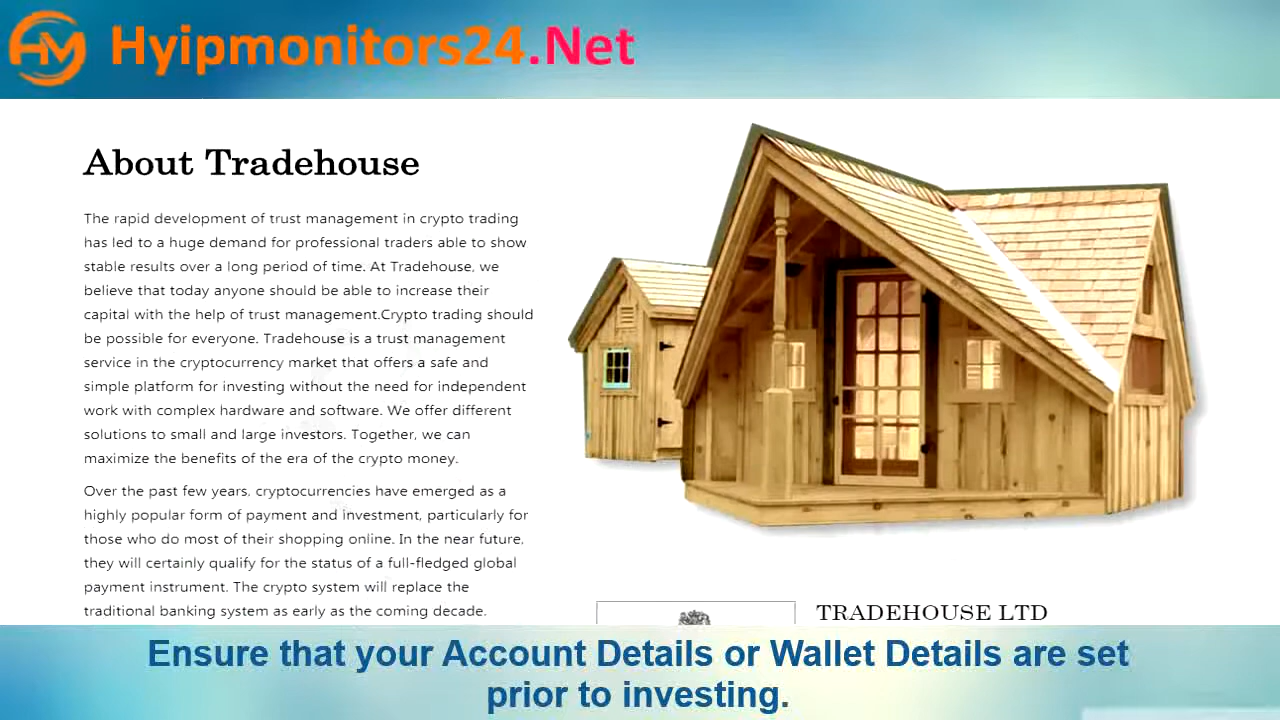 HM Hyipmonitors24.Net
About Tradehouse
The rapid development of trust management in crypto trading
has led to a huge demand for professional traders able to show
stable results over a long period of time. At Tradehouse, we
believe that today anyone should be able to increase their
capital with the help of trust management.Crypto trading should
be possible for everyone. Tradehouse is a trust management
service in the cryptocurrency market that offers a safe and
simple platform for investing without the need for independent
work with complex hardware and software. We offer different
solutions to small and large investors. Together, we can
maximize the benefits of the era of the crypto money.
Over the past few years, cryptocurrencies have emerged as a
highly popular form of payment and investment, particularly for
those who do most of their shopping online. In the near future,
they will certainly qualify for the status of a full-fledged global
payment instrument. The crypto system will replace the
traditional banking system as early as the coming decade.
TRADEHOUSE LTD
Ensure that your Account Details or Wallet Details are set
prior to investing.